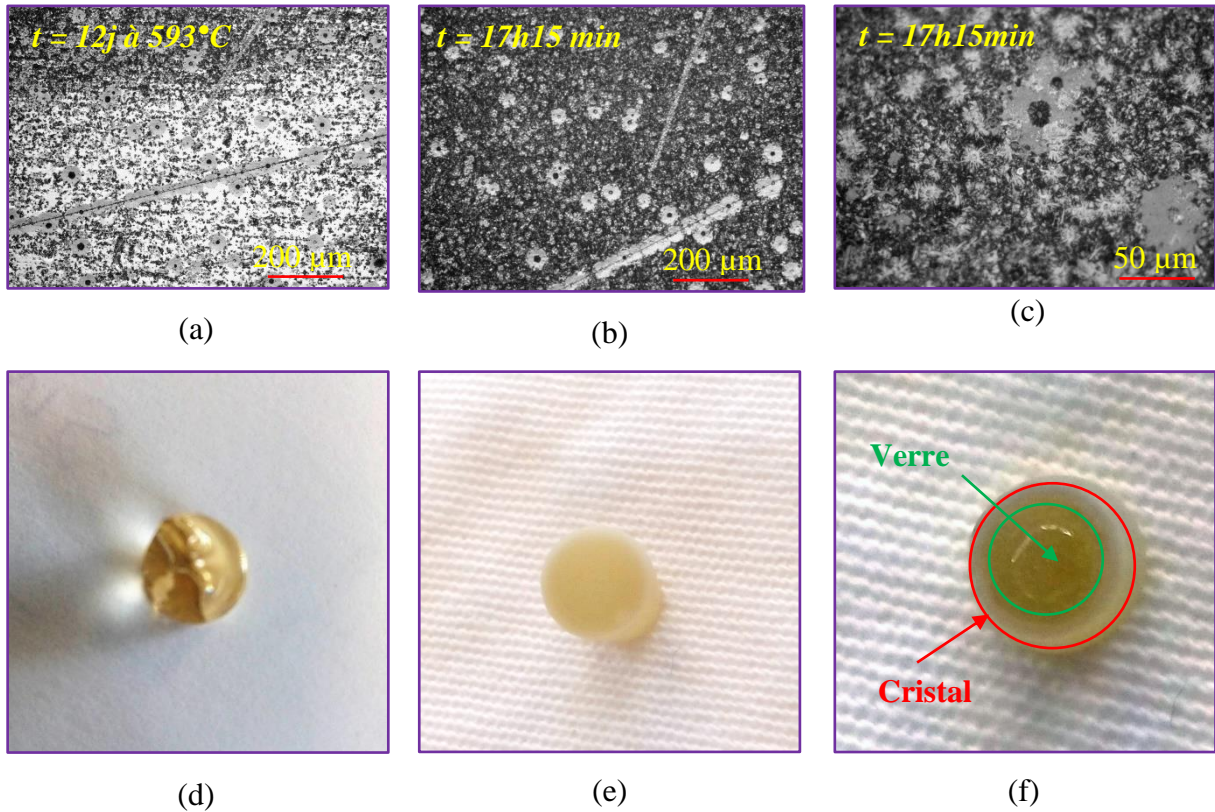 t = 12j à 593°C
t = 17h15 min
t = 17h15min
200 µm
200 µm
50 µm
(a)
(b)
(c)
Verre
Cristal
(d)
(e)
(f)